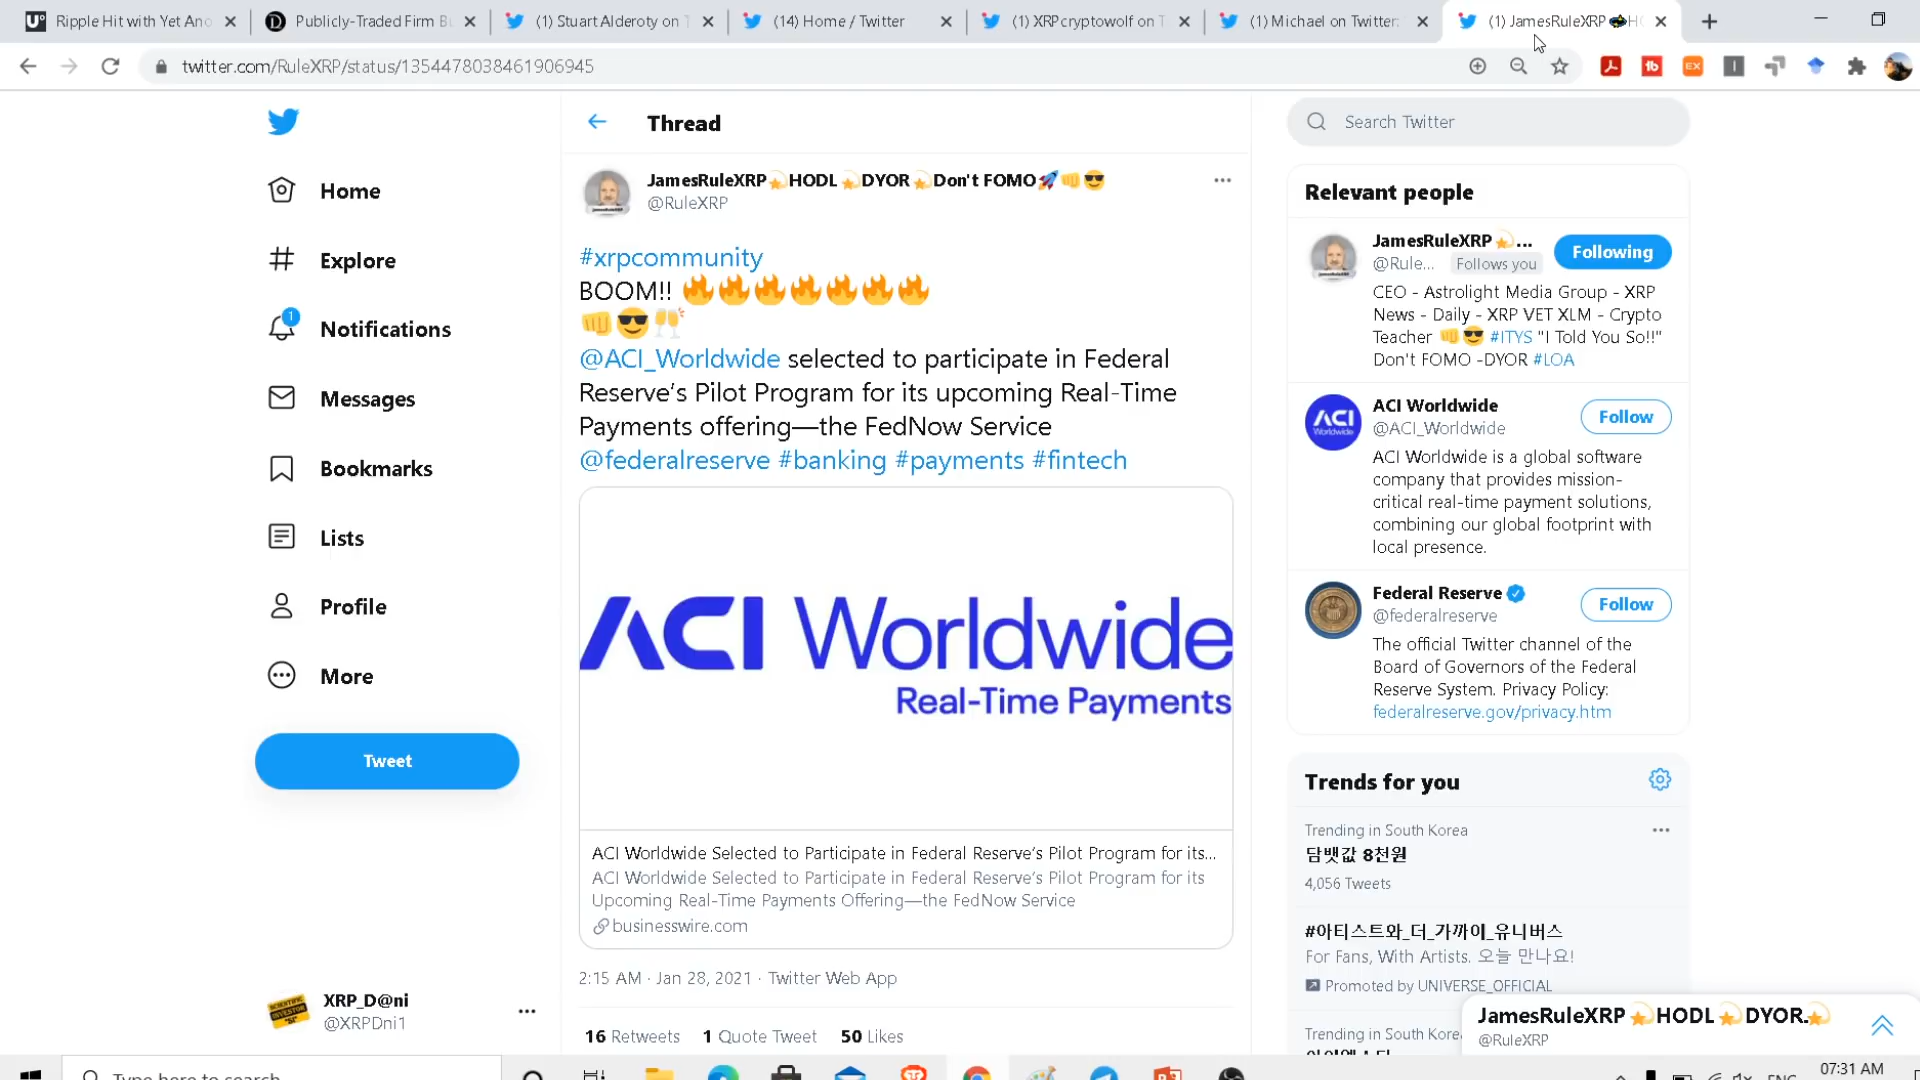 Ripple Hit with Yet Ano
Publicly-Traded Firm B
(1) Stuart Alderoty on T
(14) Home / Twitter
(1) XRPcryptowolf on T
(1) Michael on Twitter:
(1) JamesRuleXRP
twitter.com/RuleXRP/status/1354478038461906945
Home
Explore
1
Notifications
Messages
Bookmarks
Lists
Profile
More
Tweet
XRP_D@ni
@XRPDni1
Thread
JamesRuleXRP💫HODL💫DYOR💫Don't FOMO🚀👊😎
@RuleXRP
#xrpcommunity
BOOM!! 🔥🔥🔥🔥🔥🔥🔥
👊😎🥂
@ACI_Worldwide selected to participate in Federal
Reserve’s Pilot Program for its upcoming Real-Time
Payments offering—the FedNow Service
@federalreserve #banking #payments #fintech
ACI Worldwide
Real-Time Payments
ACI Worldwide Selected to Participate in Federal Reserve’s Pilot Program for its...
ACI Worldwide Selected to Participate in Federal Reserve’s Pilot Program for its
Upcoming Real-Time Payments Offering—the FedNow Service
businesswire.com
2:15 AM · Jan 28, 2021 · Twitter Web App
16 Retweets 1 Quote Tweet 50 Likes
Search Twitter
Relevant people
JamesRuleXRP💫...
@Rule... Follows you
Following
CEO - Astrolight Media Group - XRP
News - Daily - XRP VET XLM - Crypto
Teacher 👊😎 #ITYS "I Told You So!!"
Don't FOMO -DYOR #LOA
ACI Worldwide
ACI Worldwide
@ACI_Worldwide
Follow
ACI Worldwide is a global software
company that provides mission-
critical real-time payment solutions,
combining our global footprint with
local presence.
Federal Reserve
@federalreserve
Follow
The official Twitter channel of the
Board of Governors of the Federal
Reserve System. Privacy Policy:
federalreserve.gov/privacy.htm
Trends for you
Trending in South Korea
담뱃값 8천원
4,056 Tweets
#아티스트와_더_가까이_유니버스
For Fans, With Artists. 오늘 만나요!
Promoted by UNIVERSE_OFFICIAL
Trending in South Kore
JamesRuleXRP💫HODL💫DYOR💫
@RuleXRP
Type here to search
ENG
07:31 AM